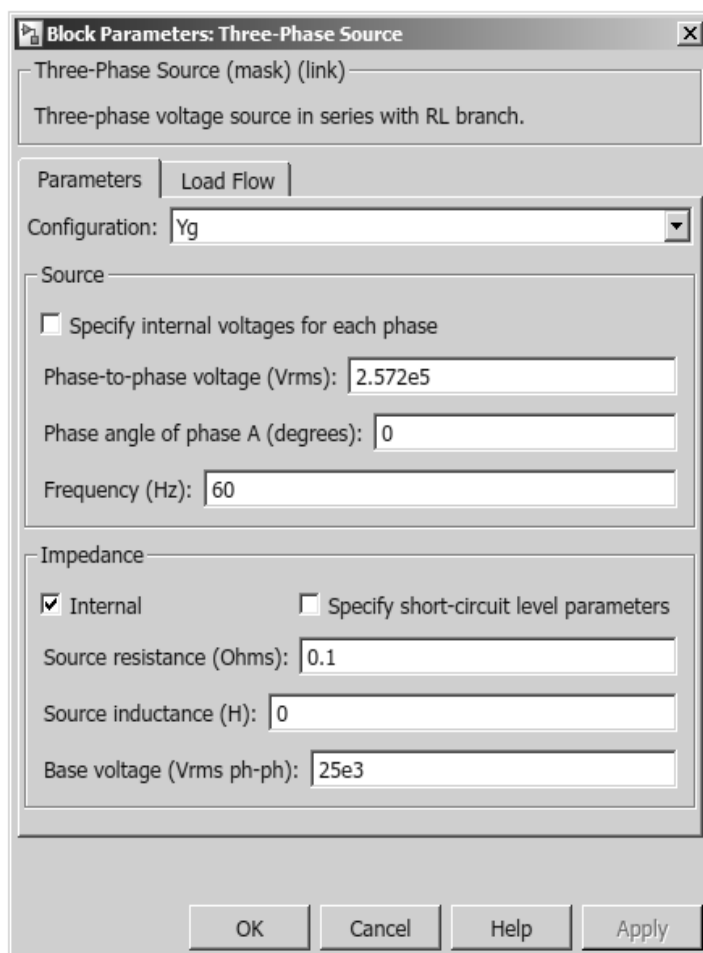 Block Parameters: Three-Phase Source
Three-Phase Source (mask) (link)
Three-phase voltage source in series with RL branch.
Parameters Load Flow
Configuration: Yg
Source
Specify internal voltages for each phase
Phase-to-phase voltage (Vrms): 2.572e5
Phase angle of phase A (degrees): 0
Frequency (Hz): 60
Impedance
Internal Specify short-circuit level parameters
Source resistance (Ohms): 0.1
Source inductance (H): 0
Base voltage (Vrms ph-ph): 25e3
OK Cancel Help Apply